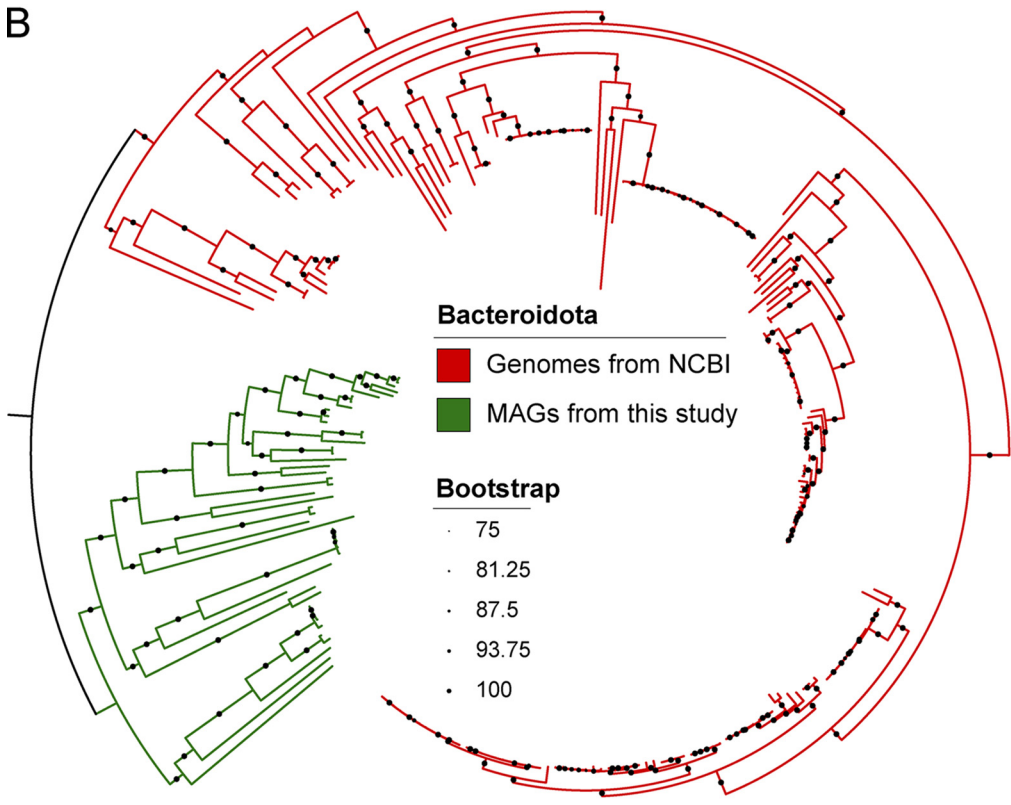 B
Bacteroidota
Genomes from NCBI
MAGs from this study
Bootstrap
75
81.25
87.5
93.75
100